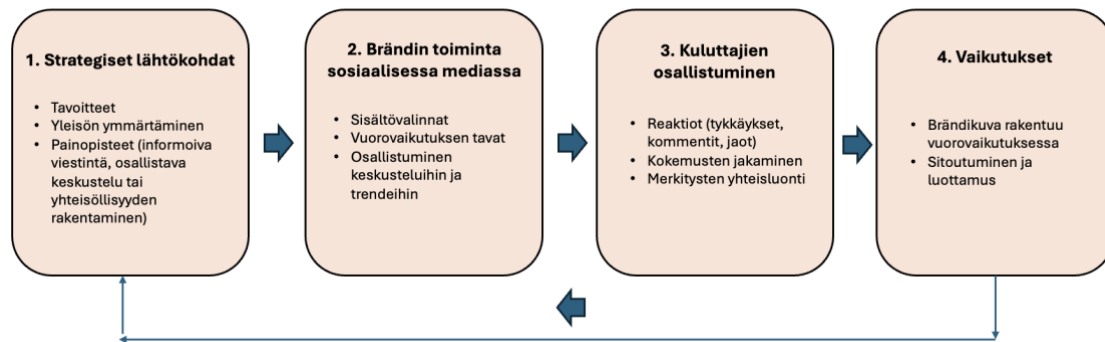 1. Strategiset lähtökohdat
• Tavoitteet
• Yleisön ymmärtäminen
• Painopisteet (informoiva
viestintä, osallistava
keskustelu tai
yhteisöllisyyden
rakentaminen)
2. Brändin toiminta
sosiaalisessa mediassa
• Sisältövalinnat
• Vuorovaikutuksen tavat
• Osallistuminen
keskusteluihin ja
trendeihin
3. Kuluttajien
osallistuminen
• Reaktiot (tykkäykset,
kommentit, jaot)
• Kokemusten jakaminen
• Merkitysten yhteisluonti
4. Vaikutukset
• Brändikuva rakentuu
vuorovaikutuksessa
• Sitoutuminen ja
luottamus